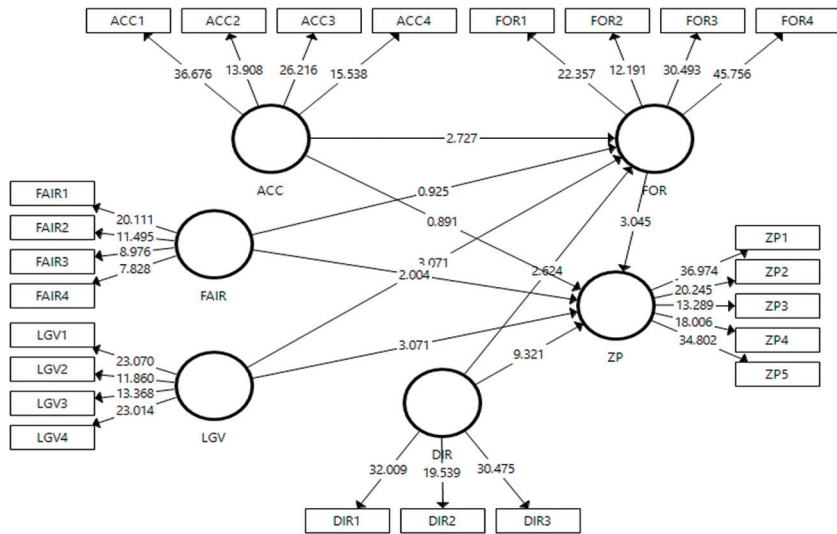 ACC1 ACC2 ACC3 ACC4 FOR1 FOR2 FOR3 FOR4
36.676 13.908 26.216 15.538 22.357 12.191 30.493 45.756
2.727
ACC FOR
0.925
0.891
3.045
FAIR1
FAIR2
FAIR3
FAIR4
20.111
11.495
8.976
7.828
FAIR
3.071
2.004
2.624
ZP1
ZP2
ZP3
ZP4
ZP5
36.974
20.245
13.289
18.006
34.802
ZP
LGV1
LGV2
LGV3
LGV4
23.070
11.860
13.368
23.014
LGV
3.071
9.321
DIR
32.009 19.539 30.475
DIR1 DIR2 DIR3